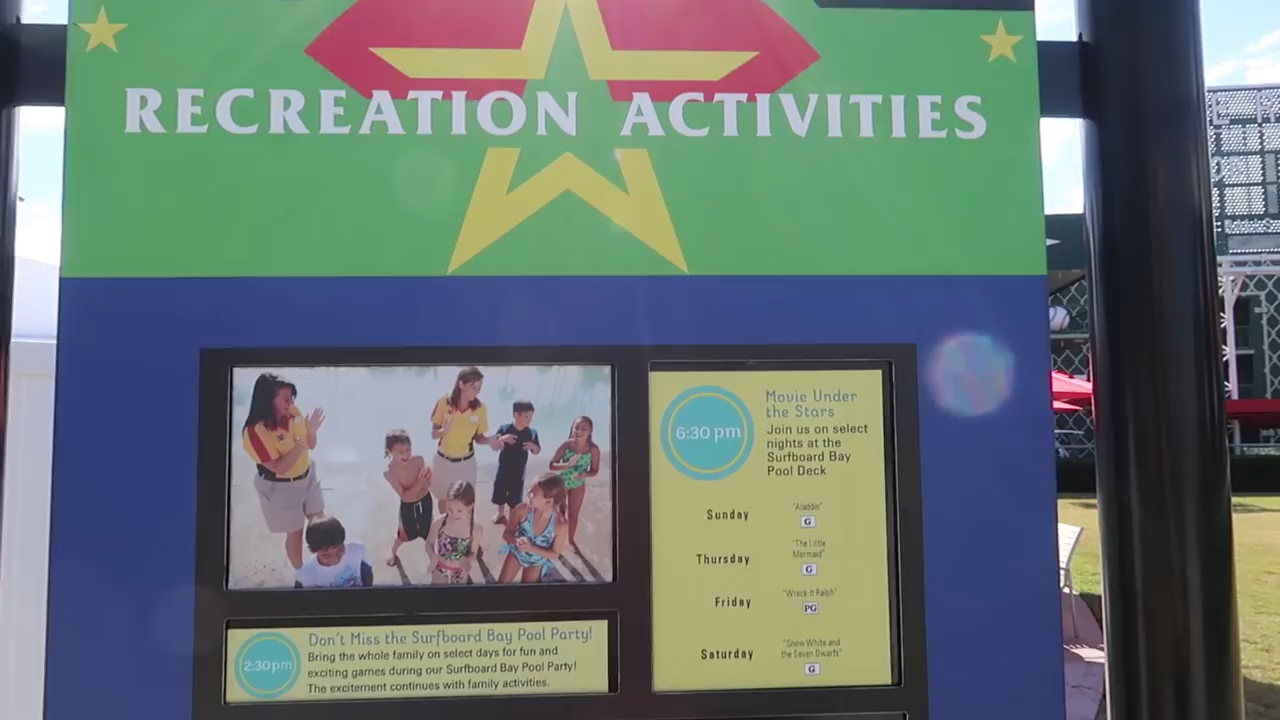 RECREATION ACTIVITIES
6:30 pm
Movie Under
the Stars
Join us on select
nights at the
Surfboard Bay
Pool Deck
Sunday
"Aladdin"
G
Thursday
"The Little
Marmaid"
G
Friday
"Wreck-It Ralph"
PG
Saturday
"Snow White and
the Seven Dwarfs"
G
2:30 pm
Don't Miss the Surfboard Bay Pool Party!
Bring the whole family on select days for fun and
exciting games during our Surfboard Bay Pool Party!
The excitement continues with family activities.